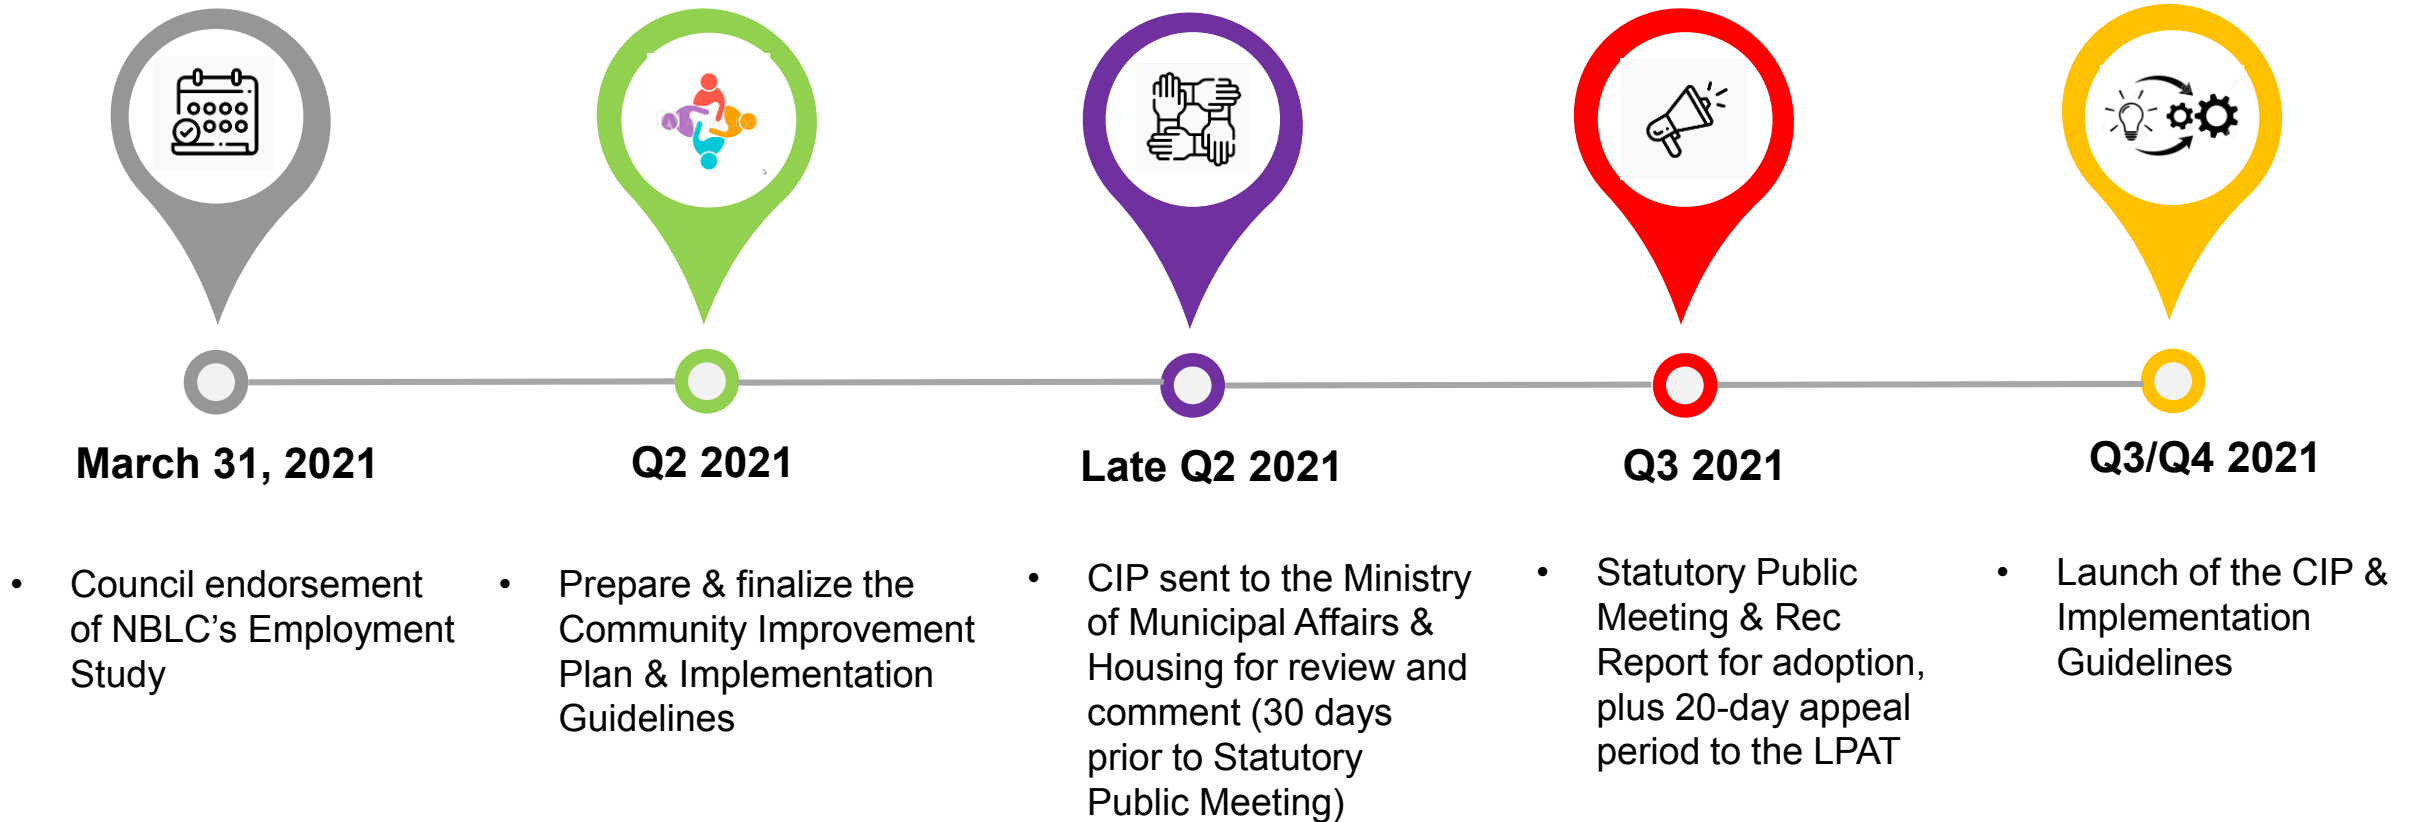 March 31, 2021
Q2 2021
Late Q2 2021
Q3 2021
Q3/Q4 2021
• Council endorsement
of NBLC’s Employment
Study
• Prepare & finalize the
Community Improvement
Plan & Implementation
Guidelines
• CIP sent to the Ministry
of Municipal Affairs &
Housing for review and
comment (30 days
prior to Statutory
Public Meeting)
• Statutory Public
Meeting & Rec
Report for adoption,
plus 20-day appeal
period to the LPAT
• Launch of the CIP &
Implementation
Guidelines